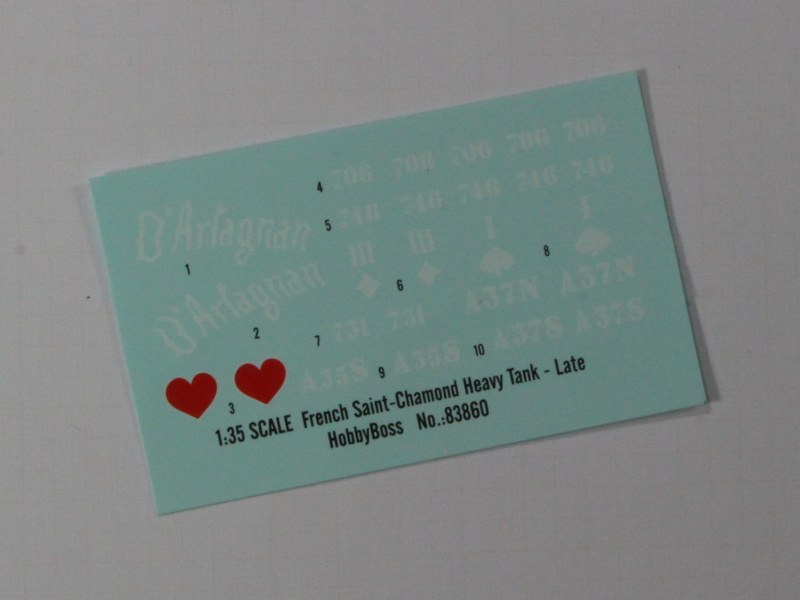 4 706 706 706 706 706
5 746 746 746 746 746
D'Artagnan
1
III III I I
6 8
D'Artagnan
2
A37N A37N
7 731 731
A35S A35S A37S A37S
3 9 10
1:35 SCALE French Saint-Chamond Heavy Tank - Late
HobbyBoss No.:83860